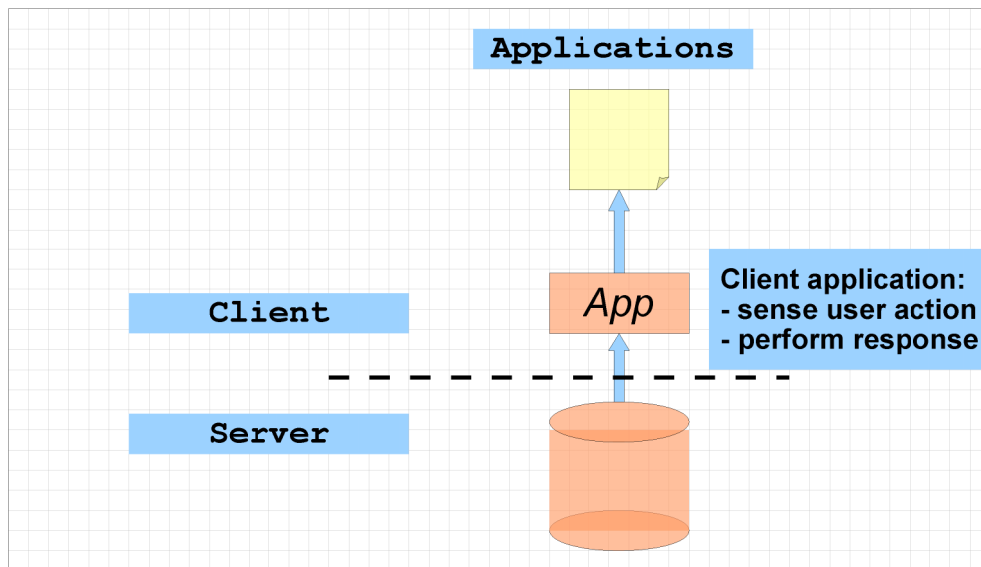 Applications
Client application:
- sense user action
- perform response
App
Client
Server